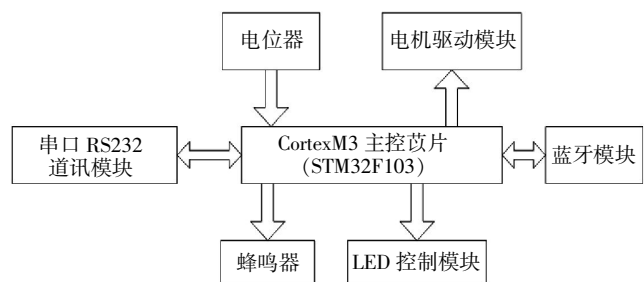 电位器
电机驱动模块
串口 RS232
道讯模块
CortexM3 主控苡片
(STM32F103)
蓝牙模块
蜂鸣器
LED 控制模块